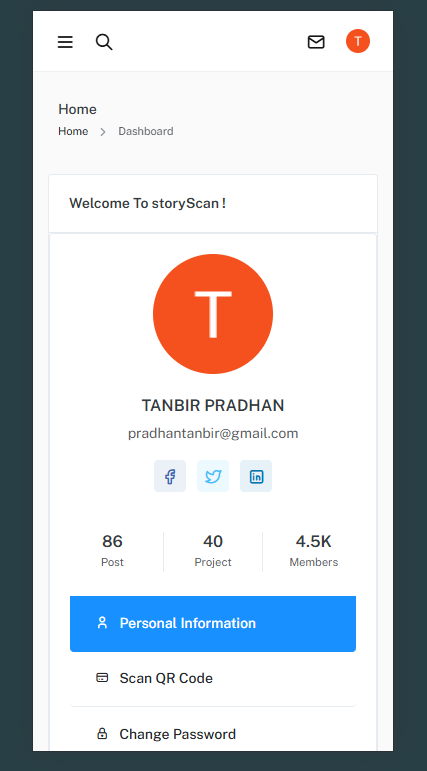 T
Home
Home > Dashboard
Welcome To storyScan !
T
TANBIR PRADHAN
pradhantanbir@gmail.com
86 40 4.5K
Post Project Members
Personal Information
Scan QR Code
Change Password